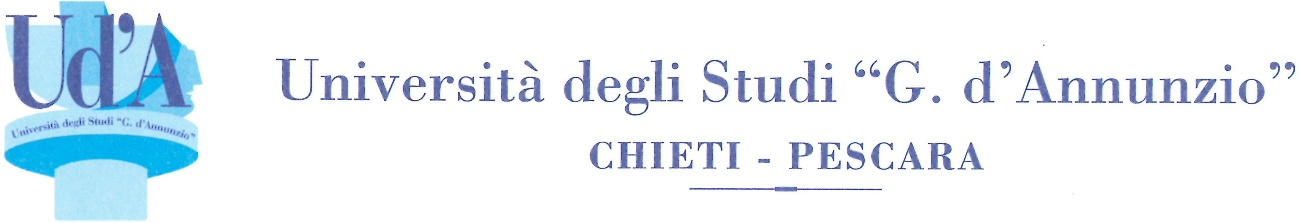 Ud'A
Università degli Studi “G. d'Annunzio”
Università degli Studi “G. d'Annunzio”
CHIETI - PESCARA